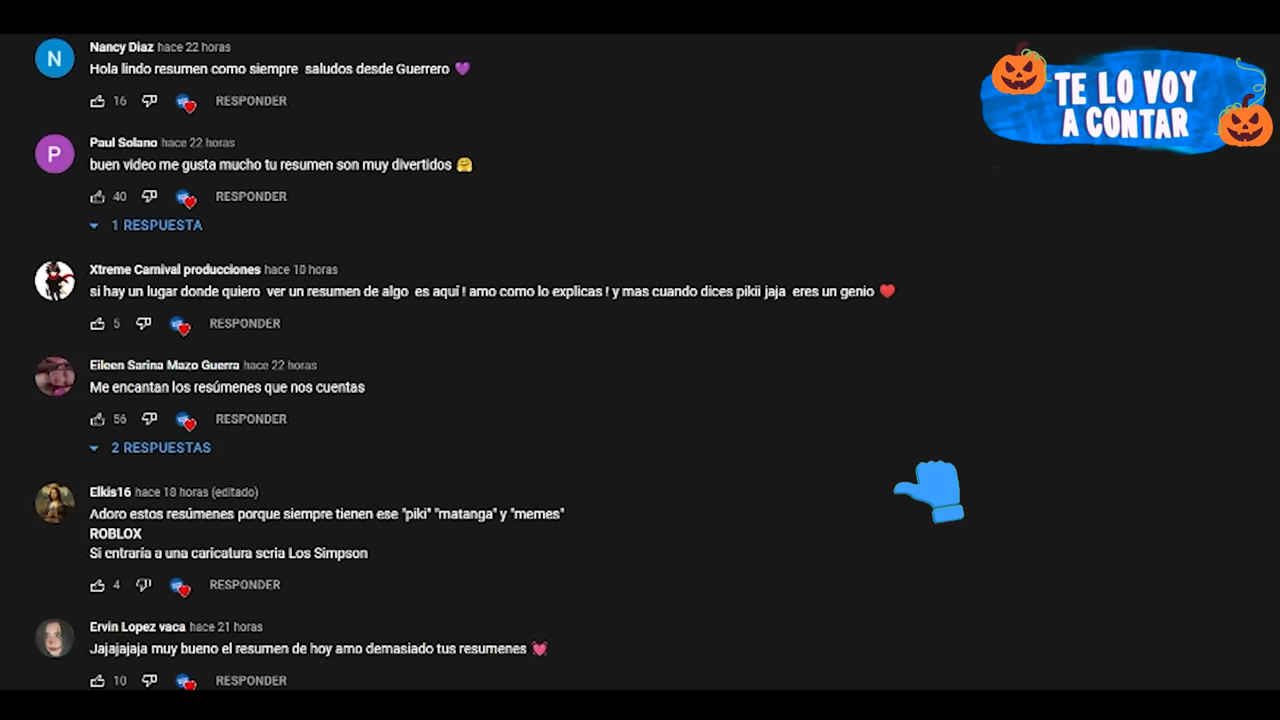 N
Nancy Diaz hace 22 horas
Hola lindo resumen como siempre saludos desde Guerrero 💜
16 RESPONDER
P
Paul Solano hace 22 horas
buen video me gusta mucho tu resumen son muy divertidos 🤗
40 RESPONDER
1 RESPUESTA
Xtreme Carnival producciones hace 10 horas
si hay un lugar donde quiero ver un resumen de algo es aquí ! amo como lo explicas ! y mas cuando dices pikii jaja eres un genio ❤️
5 RESPONDER
Eileen Sarina Mazo Guerra hace 22 horas
Me encantan los resúmenes que nos cuentas
56 RESPONDER
2 RESPUESTAS
Elkis16 hace 18 horas (editado)
Adoro estos resúmenes porque siempre tienen ese "piki" "matanga" y "memes"
ROBLOX
Si entraria a una caricatura seria Los Simpson
4 RESPONDER
Ervin Lopez vaca hace 21 horas
Jajajajaja muy bueno el resumen de hoy amo demasiado tus resumenes 💓
10 RESPONDER
TE LO VOY
A CONTAR